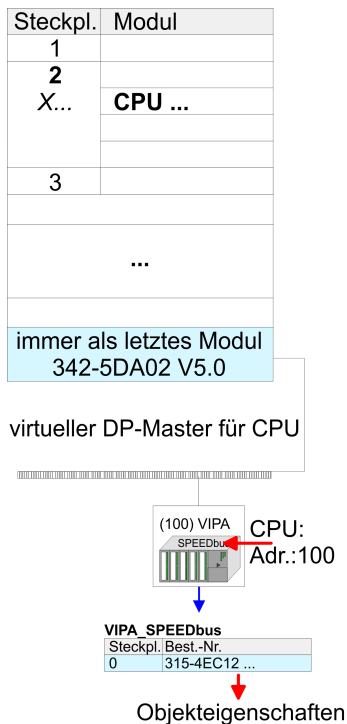 Steckpl. Modul
1
2
X... CPU ...
3
...
immer als letztes Modul
342-5DA02 V5.0
virtueller DP-Master für CPU
(100) VIPA
SPEEDbus
CPU:
Adr.:100
VIPA_SPEEDbus
Steckpl. Best.-Nr.
0 315-4EC12 ...
Objekteigenschaften